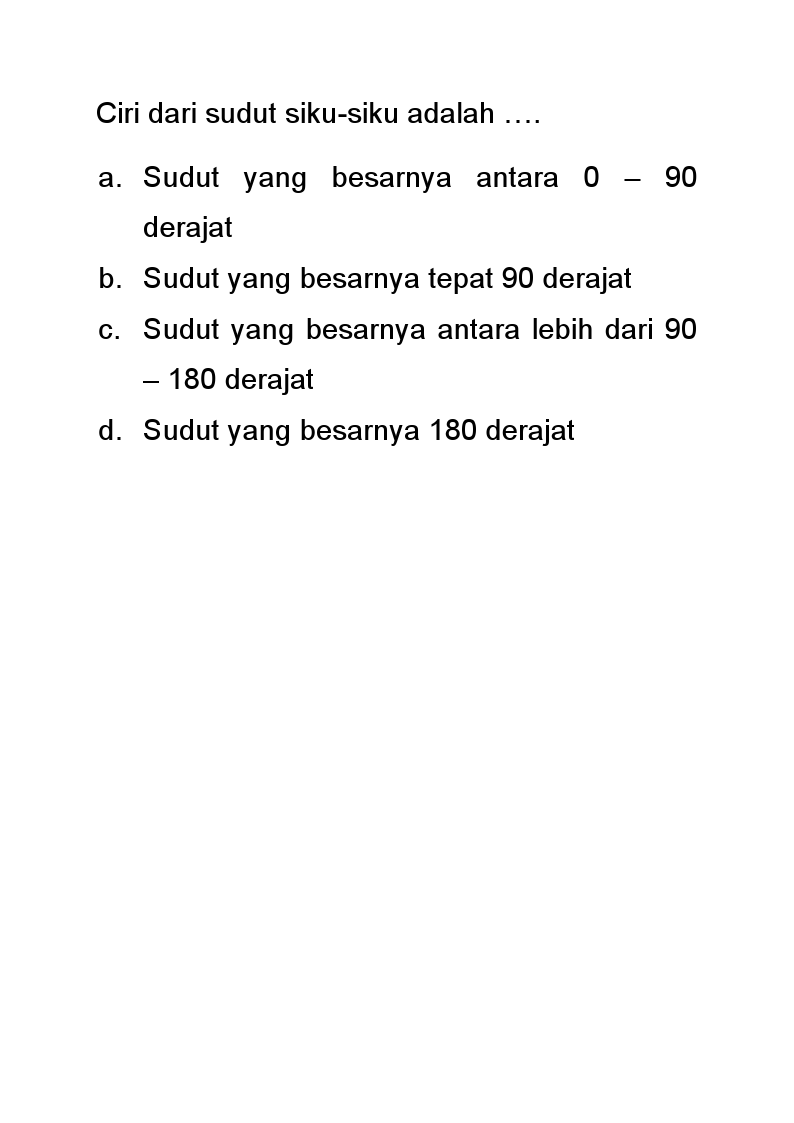 Ciri dari sudut siku-siku adalah ….
a. Sudut yang besarnya antara 0 – 90
derajat
b. Sudut yang besarnya tepat 90 derajat
c. Sudut yang besarnya antara lebih dari 90
– 180 derajat
d. Sudut yang besarnya 180 derajat